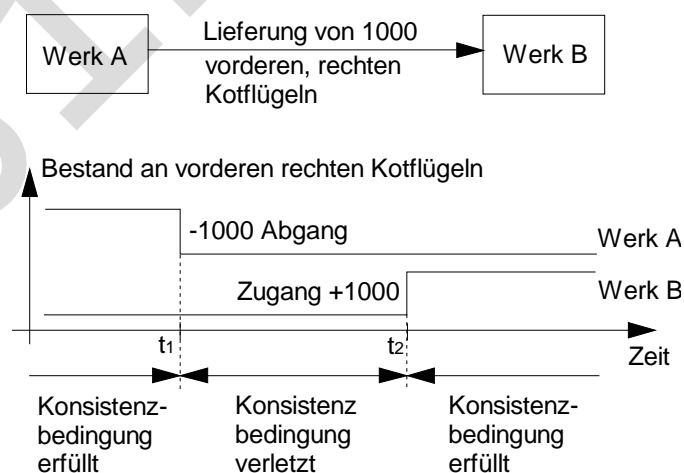 Werk A
Lieferung von 1000
vorderen, rechten
Kotflügeln
Werk B
Bestand an vorderen rechten Kotflügeln
-1000 Abgang
Werk A
Zugang +1000
Werk B
t1
t2
Zeit
Konsistenz-
bedingung
erfüllt
Konsistenz
bedingung
verletzt
Konsistenz-
bedingung
erfüllt